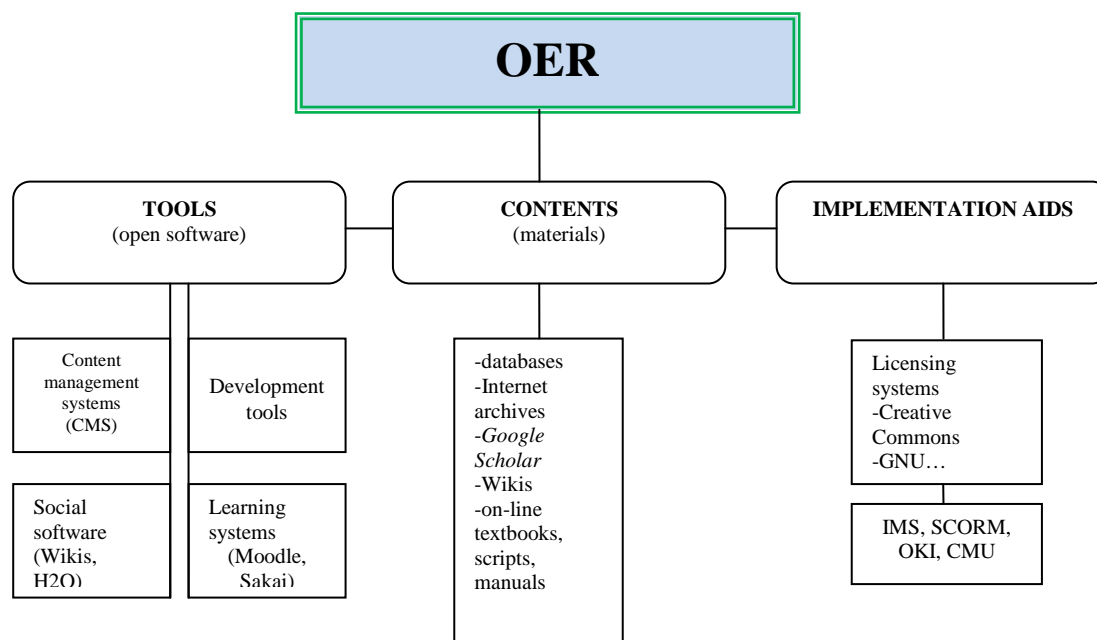 OER
TOOLS
(open software)
CONTENTS
(materials)
IMPLEMENTATION AIDS
Content
management
systems
(CMS)
Development
tools
Social
software
(Wikis,
H2O)
Learning
systems
(Moodle,
Sakai)
-databases
-Internet
archives
-Google
Scholar
-Wikis
-on-line
textbooks,
scripts,
manuals
Licensing
systems
-Creative
Commons
-GNU…
IMS, SCORM,
OKI, CMU